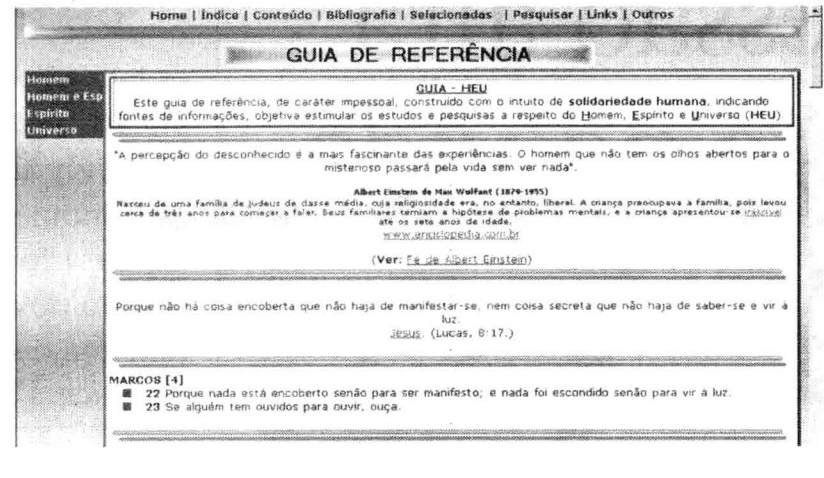 Home | Índice | Conteúdo | Bibliografia | Selecionadas | Pesquisar | Links | Outros
GUIA DE REFERÊNCIA
Homem
Homem e Esp
Espírito
Universo
GUIA - HEU
Este guia de referência, de caráter impessoal, construído com o intuito de solidariedade humana, indicando
fontes de informações, objetiva estimular os estudos e pesquisas a respeito do Homem, Espírito e Universo (HEU)
"A percepção do desconhecido é a mais fascinante das experiências. O homem que não tem os olhos abertos para o
misterioso passará pela vida sem ver nada".
Albert Einstein de Max Wulfant (1879-1955)
Nasceu de uma família de judeus de classe média, cuja religiosidade era, no entanto, liberal. A criança preocupava a família, pois levou
cerca de três anos para começar a falar. Seus familiares temiam a hipótese de problemas mentais, e a criança apresentou-se irascível
até os sete anos de idade.
www.enciclopedia.com.br
(Ver: Fé de Albert Einstein)
Porque não há coisa encoberta que não haja de manifestar-se, nem coisa secreta que não haja de saber-se e vir à
luz.
Jesus. (Lucas, 8:17.)
MARCOS [4]
22 Porque nada está encoberto senão para ser manifesto; e nada foi escondido senão para vir à luz.
23 Se alguém tem ouvidos para ouvir, ouça.